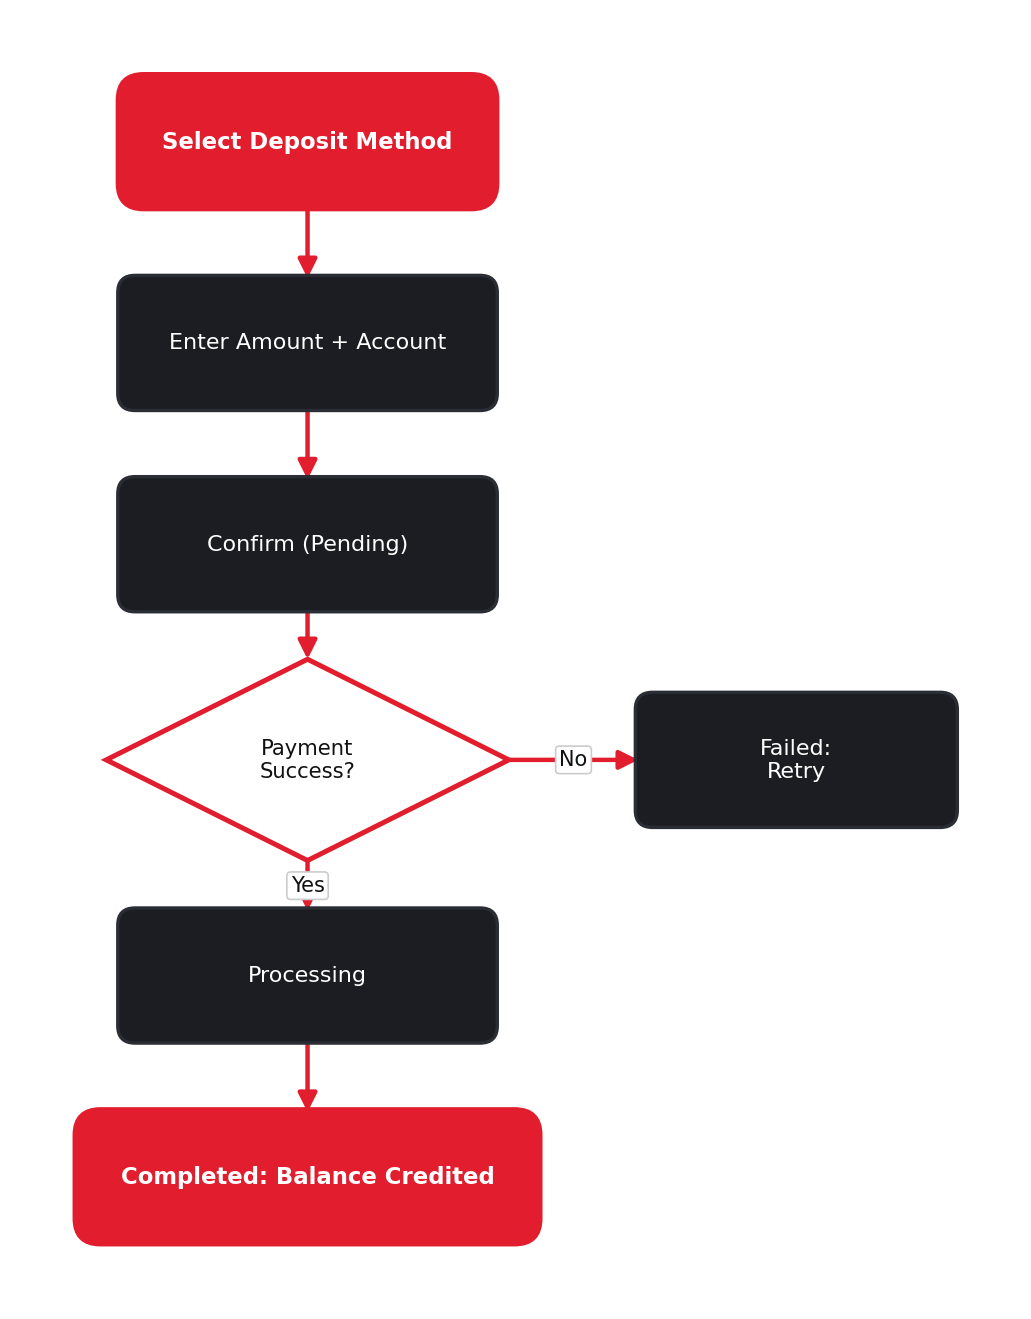 Select Deposit Method
Enter Amount + Account
Confirm (Pending)
Payment
Success?
No
Failed:
Retry
Yes
Processing
Completed: Balance Credited